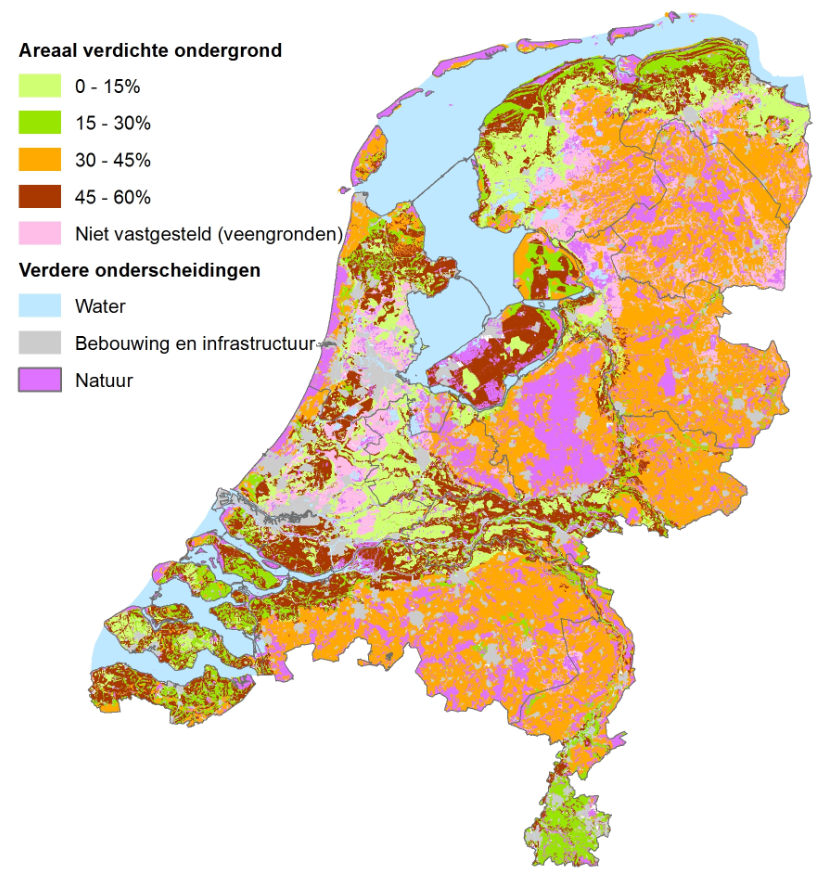 Areaal verdichte ondergrond
0 - 15%
15 - 30%
30 - 45%
45 - 60%
Niet vastgesteld (veengronden)
Verdere onderscheidingen
Water
Bebouwing en infrastructuur
Natuur